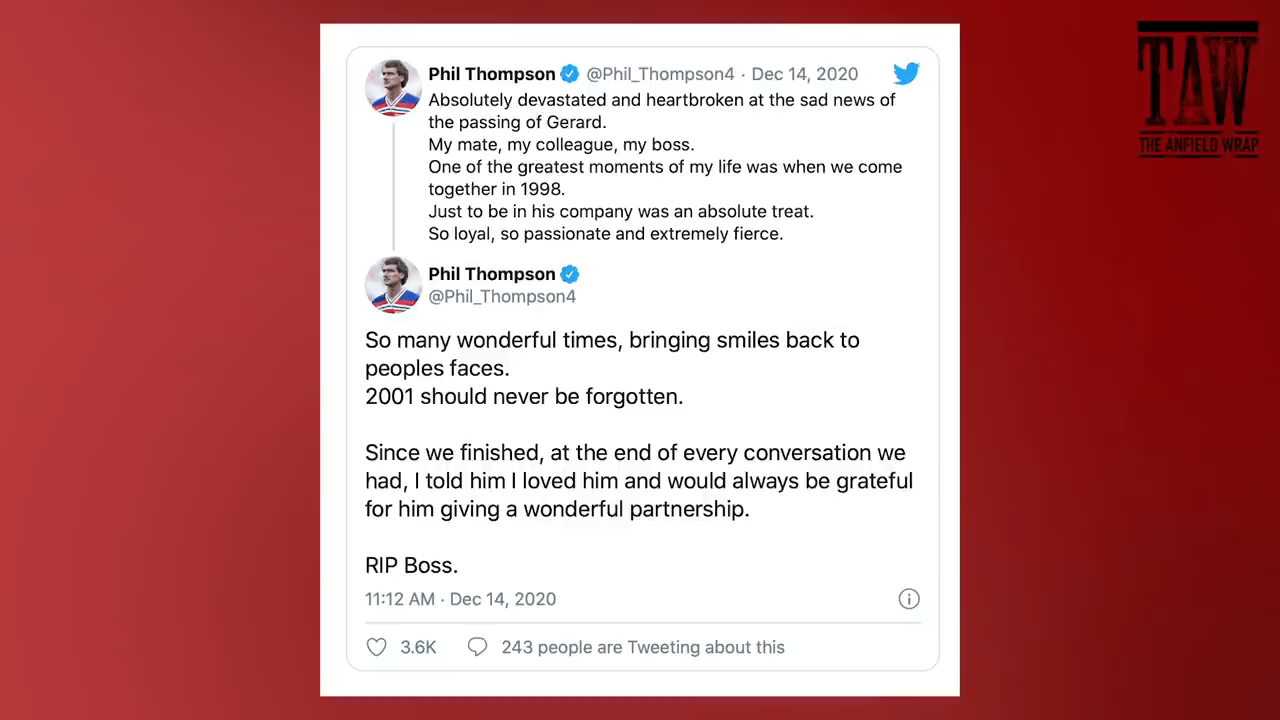 Phil Thompson @Phil_Thompson4 · Dec 14, 2020
Absolutely devastated and heartbroken at the sad news of
the passing of Gerard.
My mate, my colleague, my boss.
One of the greatest moments of my life was when we come
together in 1998.
Just to be in his company was an absolute treat.
So loyal, so passionate and extremely fierce.
Phil Thompson
@Phil_Thompson4
So many wonderful times, bringing smiles back to
peoples faces.
2001 should never be forgotten.
Since we finished, at the end of every conversation we
had, I told him I loved him and would always be grateful
for him giving a wonderful partnership.
RIP Boss.
11:12 AM · Dec 14, 2020
3.6K 243 people are Tweeting about this
TAW
THE ANFIELD WRAP